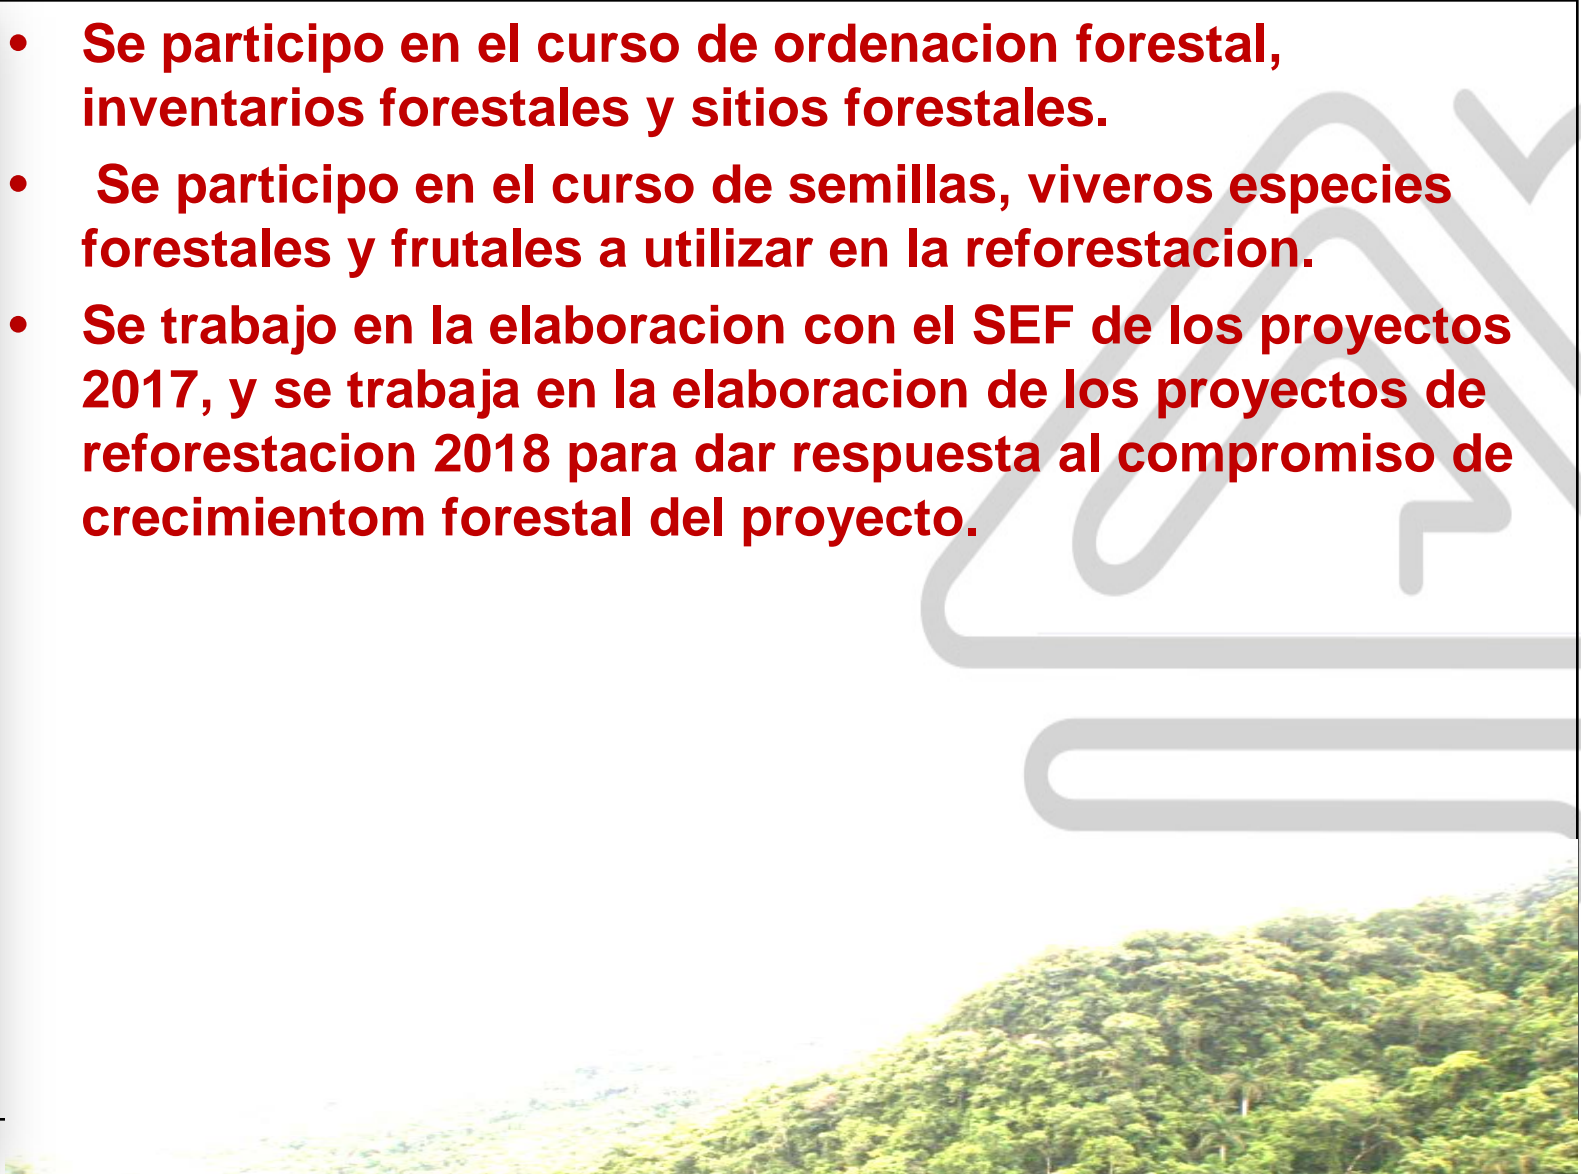 • Se participo en el curso de ordenacion forestal,
inventarios forestales y sitios forestales.
• Se participo en el curso de semillas, viveros especies
forestales y frutales a utilizar en la reforestacion.
• Se trabajo en la elaboracion con el SEF de los proyectos
2017, y se trabaja en la elaboracion de los proyectos de
reforestacion 2018 para dar respuesta al compromiso de
crecimientom forestal del proyecto.